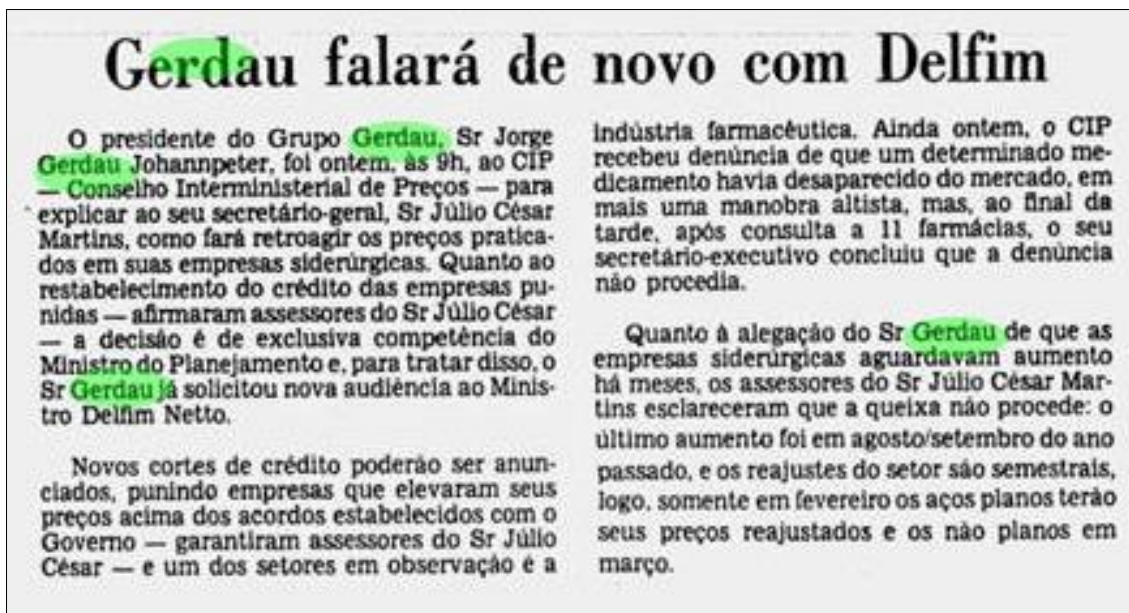 Gerdau falará de novo com Delfim
O presidente do Grupo Gerdau, Sr Jorge
Gerdau Johannpeter, foi ontem, às 9h, ao CIP
— Conselho Interministerial de Preços — para
explicar ao seu secretário-geral, Sr Júlio César
Martins, como fará retroagir os preços pratica-
dos em suas empresas siderúrgicas. Quanto ao
restabelecimento do crédito das empresas pu-
nidas — afirmaram assessores do Sr Júlio César
— a decisão é de exclusiva competência do
Ministro do Planejamento e, para tratar disso, o
Sr Gerdau já solicitou nova audiência ao Minis-
tro Delfim Netto.
Novos cortes de crédito poderão ser anun-
ciados, punindo empresas que elevaram seus
preços acima dos acordos estabelecidos com o
Governo — garantiram assessores do Sr Júlio
César — e um dos setores em observação é a
indústria farmacêutica. Ainda ontem, o CIP
recebeu denúncia de que um determinado me-
dicamento havia desaparecido do mercado, em
mais uma manobra altista, mas, ao final da
tarde, após consulta a 11 farmácias, o seu
secretário-executivo concluiu que a denúncia
não procedia.
Quanto à alegação do Sr Gerdau de que as
empresas siderúrgicas aguardavam aumento
há meses, os assessores do Sr Júlio César Mar-
tins esclareceram que a queixa não procede: o
último aumento foi em agosto/setembro do ano
passado, e os reajustes do setor são semestrais,
logo, somente em fevereiro os aços planos terão
seus preços reajustados e os não planos em
março.